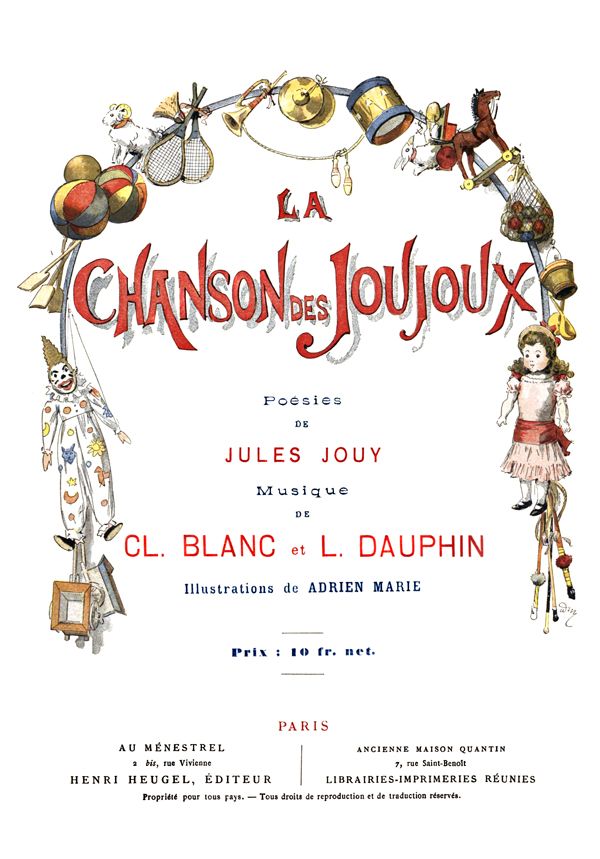 LA
CHANSON DES JOUJOUX
Poésies
DE
JULES JOUY
Musique
DE
CL. BLANC et L. DAUPHIN
Illustrations de ADRIEN MARIE
Prix : 10 fr. net.
PARIS
AU MÉNESTREL
2 bis, rue Vivienne
HENRI HEUGEL, ÉDITEUR
ANCIENNE MAISON QUANTIN
7, rue Saint-Benoît
LIBRAIRIES-IMPRIMERIES RÉUNIES
Propriété pour tous pays. — Tous droits de reproduction et de traduction réservés.